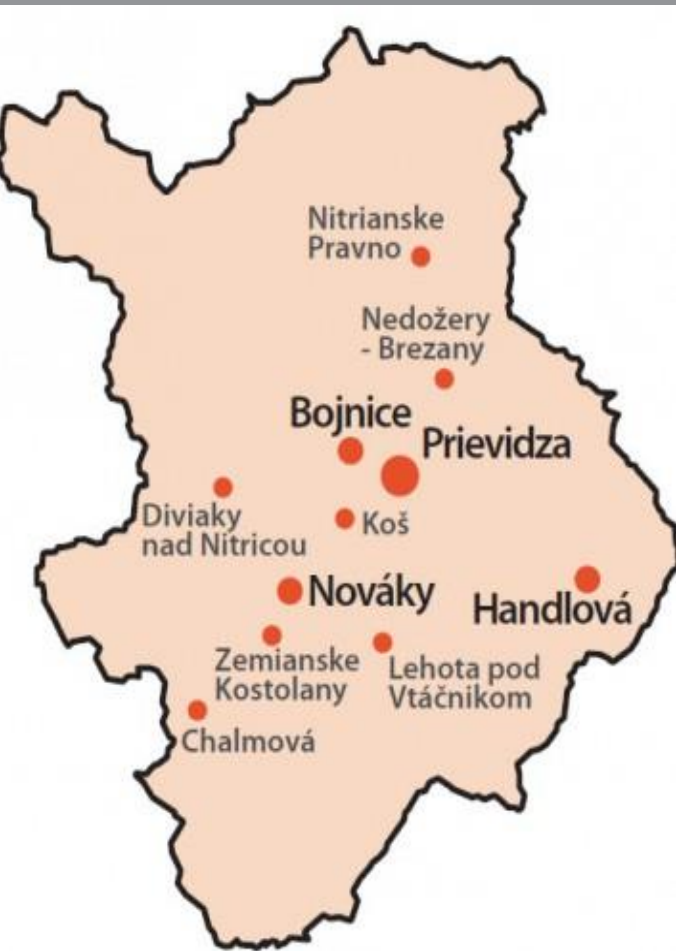 Nitrianske
Pravno
Nedožery
- Brezany
Bojnice
Prievidza
Diviaky
nad Nitricou
Koš
Nováky
Handlová
Zemianske
Kostolany
Lehota pod
Vtáčnikom
Chalmová